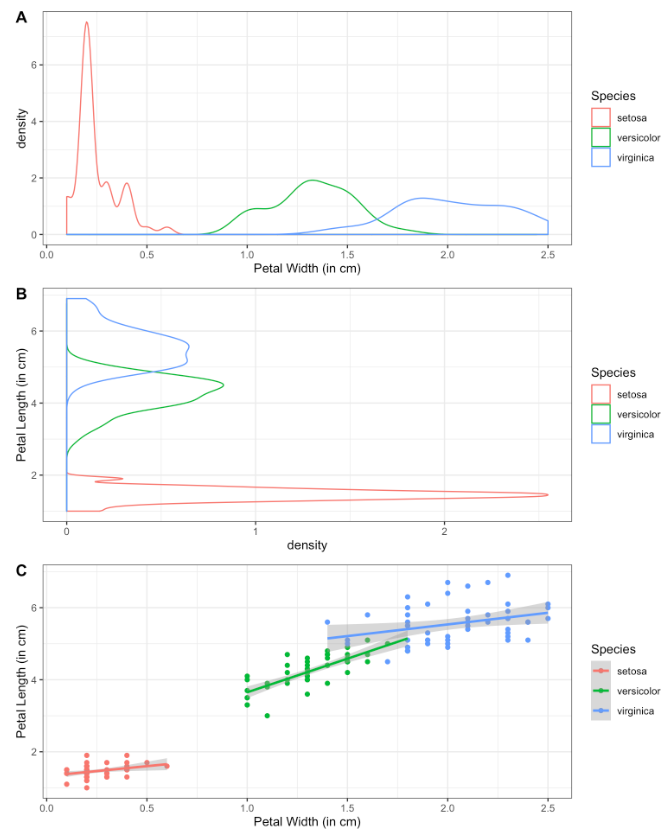 A
density
6
4
2
0
0.0 0.5 1.0 1.5 2.0 2.5
Petal Width (in cm)
Species
setosa
versicolor
virginica
B
Petal Length (in cm)
6
4
2
0 1 2
density
Species
setosa
versicolor
virginica
C
Petal Length (in cm)
6
4
2
0.0 0.5 1.0 1.5 2.0 2.5
Petal Width (in cm)
Species
setosa
versicolor
virginica